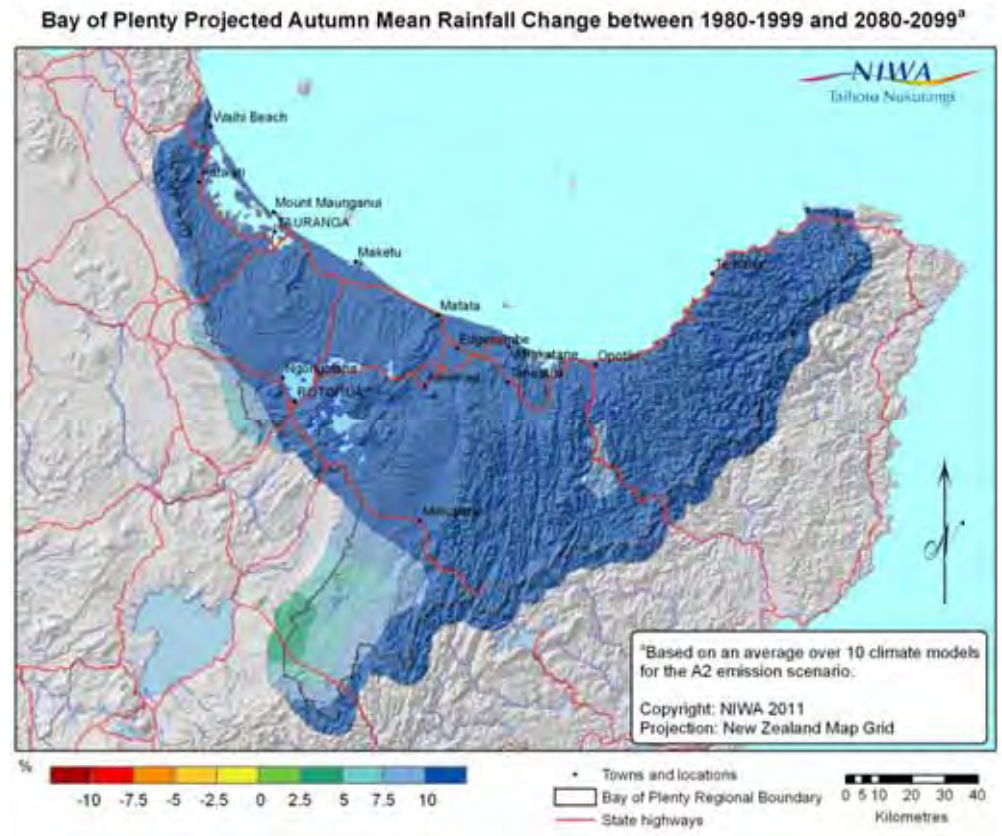 Bay of Plenty Projected Autumn Mean Rainfall Change between 1980-1999 and 2080-2099ᵃ
NIWA
Taihoro Nukurangi
Waihi Beach
Mount Maunganui
TAURANGA
Maketu
Matata
Edgecumbe
Whakatane
Opotiki
Ngongotaha
ROTORUA
Murupara
N
ᵃBased on an average over 10 climate models
for the A2 emission scenario.
Copyright: NIWA 2011
Projection: New Zealand Map Grid
%
-10 -7.5 -5 -2.5 0 2.5 5 7.5 10
Towns and locations
Bay of Plenty Regional Boundary
State highways
0 5 10 20 30 40
Kilometres